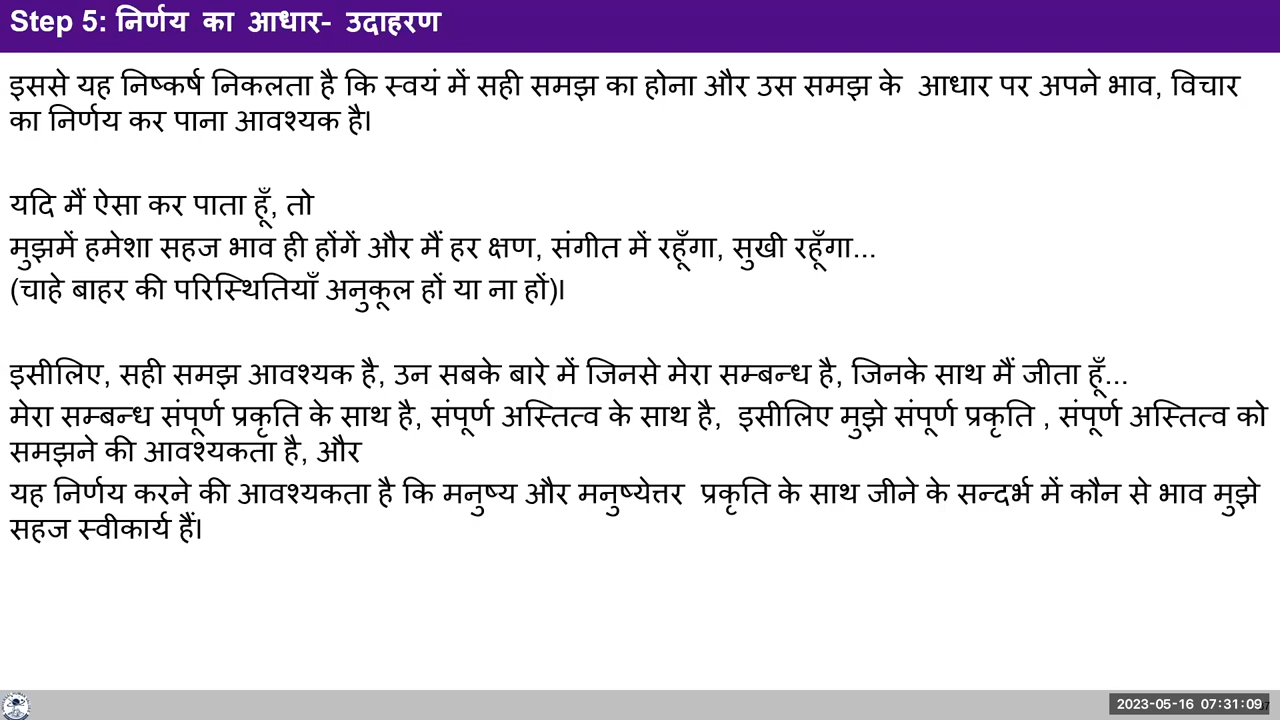 Step 5: निर्णय का आधार- उदाहरण
इससे यह निष्कर्ष निकलता है कि स्वयं में सही समझ का होना और उस समझ के आधार पर अपने भाव, विचार
का निर्णय कर पाना आवश्यक है।
यदि मैं ऐसा कर पाता हूँ, तो
मुझमें हमेशा सहज भाव ही होंगें और मैं हर क्षण, संगीत में रहूँगा, सुखी रहूँगा...
(चाहे बाहर की परिस्थितियाँ अनुकूल हों या ना हों)।
इसीलिए, सही समझ आवश्यक है, उन सबके बारे में जिनसे मेरा सम्बन्ध है, जिनके साथ मैं जीता हूँ...
मेरा सम्बन्ध संपूर्ण प्रकृति के साथ है, संपूर्ण अस्तित्व के साथ है, इसीलिए मुझे संपूर्ण प्रकृति , संपूर्ण अस्तित्व को
समझने की आवश्यकता है, और
यह निर्णय करने की आवश्यकता है कि मनुष्य और मनुष्येत्तर प्रकृति के साथ जीने के सन्दर्भ में कौन से भाव मुझे
सहज स्वीकार्य हैं।
2023-05-16 07:31:09